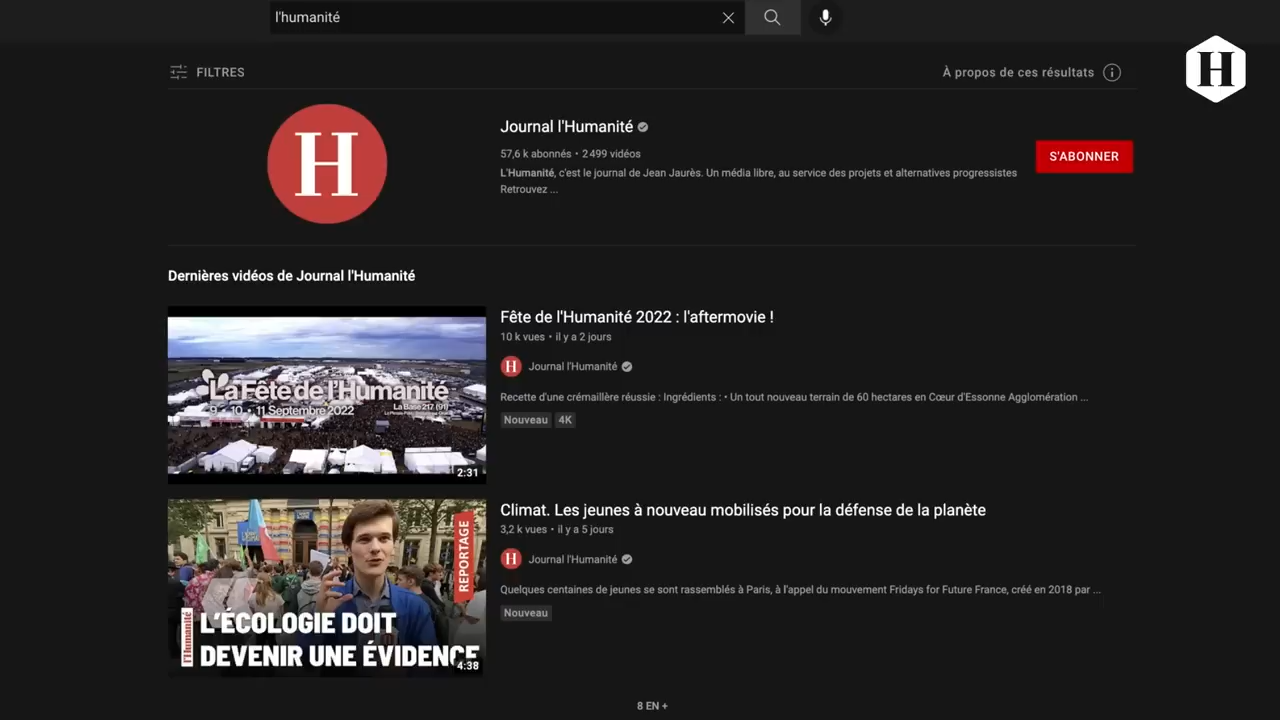 l'humanité
FILTRES
À propos de ces résultats
H
H
Journal l'Humanité
57,6 k abonnés • 2 499 vidéos
L'Humanité, c'est le journal de Jean Jaurès. Un média libre, au service des projets et alternatives progressistes
Retrouvez ...
S'ABONNER
Dernières vidéos de Journal l'Humanité
La Fête de l'Humanité
9 • 10 • 11 Septembre 2022
La Base 217 (91)
2:31
Fête de l'Humanité 2022 : l'aftermovie !
10 k vues • il y a 2 jours
H Journal l'Humanité
Recette d'une crémaillère réussie : Ingrédients : • Un tout nouveau terrain de 60 hectares en Cœur d'Essonne Agglomération ...
Nouveau 4K
REPORTAGE
l'Humanité
L'ÉCOLOGIE DOIT
DEVENIR UNE ÉVIDENCE
4:38
Climat. Les jeunes à nouveau mobilisés pour la défense de la planète
3,2 k vues • il y a 5 jours
H Journal l'Humanité
Quelques centaines de jeunes se sont rassemblés à Paris, à l'appel du mouvement Fridays for Future France, créé en 2018 par ...
Nouveau
8 EN +